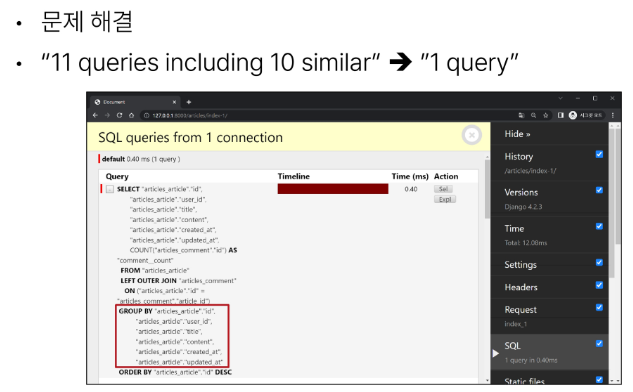 • 문제 해결
• "11 queries including 10 similar" ➔ "1 query"
Document
127.0.0.1:8000/articles/index-1/
SQL queries from 1 connection
default 0.40 ms (1 query )
Query Timeline Time (ms) Action
SELECT "articles_article"."id", 0.40 Sel
"articles_article"."user_id", Expl
"articles_article"."title",
"articles_article"."content",
"articles_article"."created_at",
"articles_article"."updated_at",
COUNT("articles_comment"."id") AS
"comment__count"
FROM "articles_article"
LEFT OUTER JOIN "articles_comment"
ON ("articles_article"."id" =
"articles_comment"."article_id")
GROUP BY "articles_article"."id",
"articles_article"."user_id",
"articles_article"."title",
"articles_article"."content",
"articles_article"."created_at",
"articles_article"."updated_at"
ORDER BY "articles_article"."id" DESC
Hide »
History
/articles/index-1/
Versions
Django 4.2.3
Time
Total: 12.00ms
Settings
Headers
Request
index_1
SQL
1 query in 0.40ms
Static files